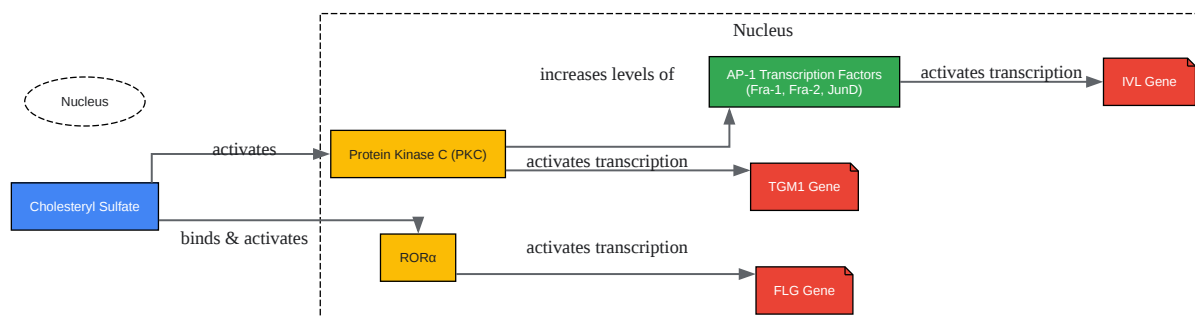 Nucleus
increases levels of
AP-1 Transcription Factors
(Fra-1, Fra-2, JunD)
activates transcription
IVL Gene
Nucleus
activates
Protein Kinase C (PKC)
activates transcription
TGM1 Gene
Cholesteryl Sulfate
binds & activates
RORα
activates transcription
FLG Gene